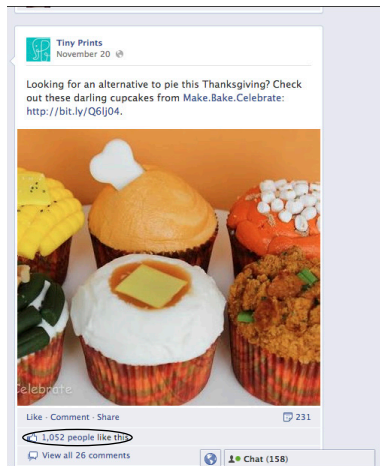 Tiny Prints
November 20
Looking for an alternative to pie this Thanksgiving? Check
out these darling cupcakes from Make.Bake.Celebrate:
http://bit.ly/Q6lj04.
Celebrate
Like · Comment · Share 231
1,052 people like this
View all 26 comments
Chat (158)